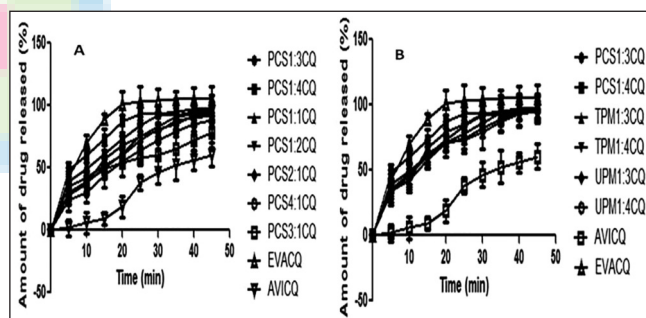 A
Amount of drug released (%)
150
100
50
0
-50
10
20
30
40
50
Time (min)
PCS1:3CQ
PCS1:4CQ
PCS1:1CQ
PCS1:2CQ
PCS2:1CQ
PCS4:1CQ
PCS3:1CQ
EVACQ
AVICQ
B
Amount of drug released (%)
150
100
50
0
-50
10
20
30
40
50
Time (min)
PCS1:3CQ
PCS1:4CQ
TPM1:3CQ
TPM1:4CQ
UPM1:3CQ
UPM1:4CQ
AVICQ
EVACQ